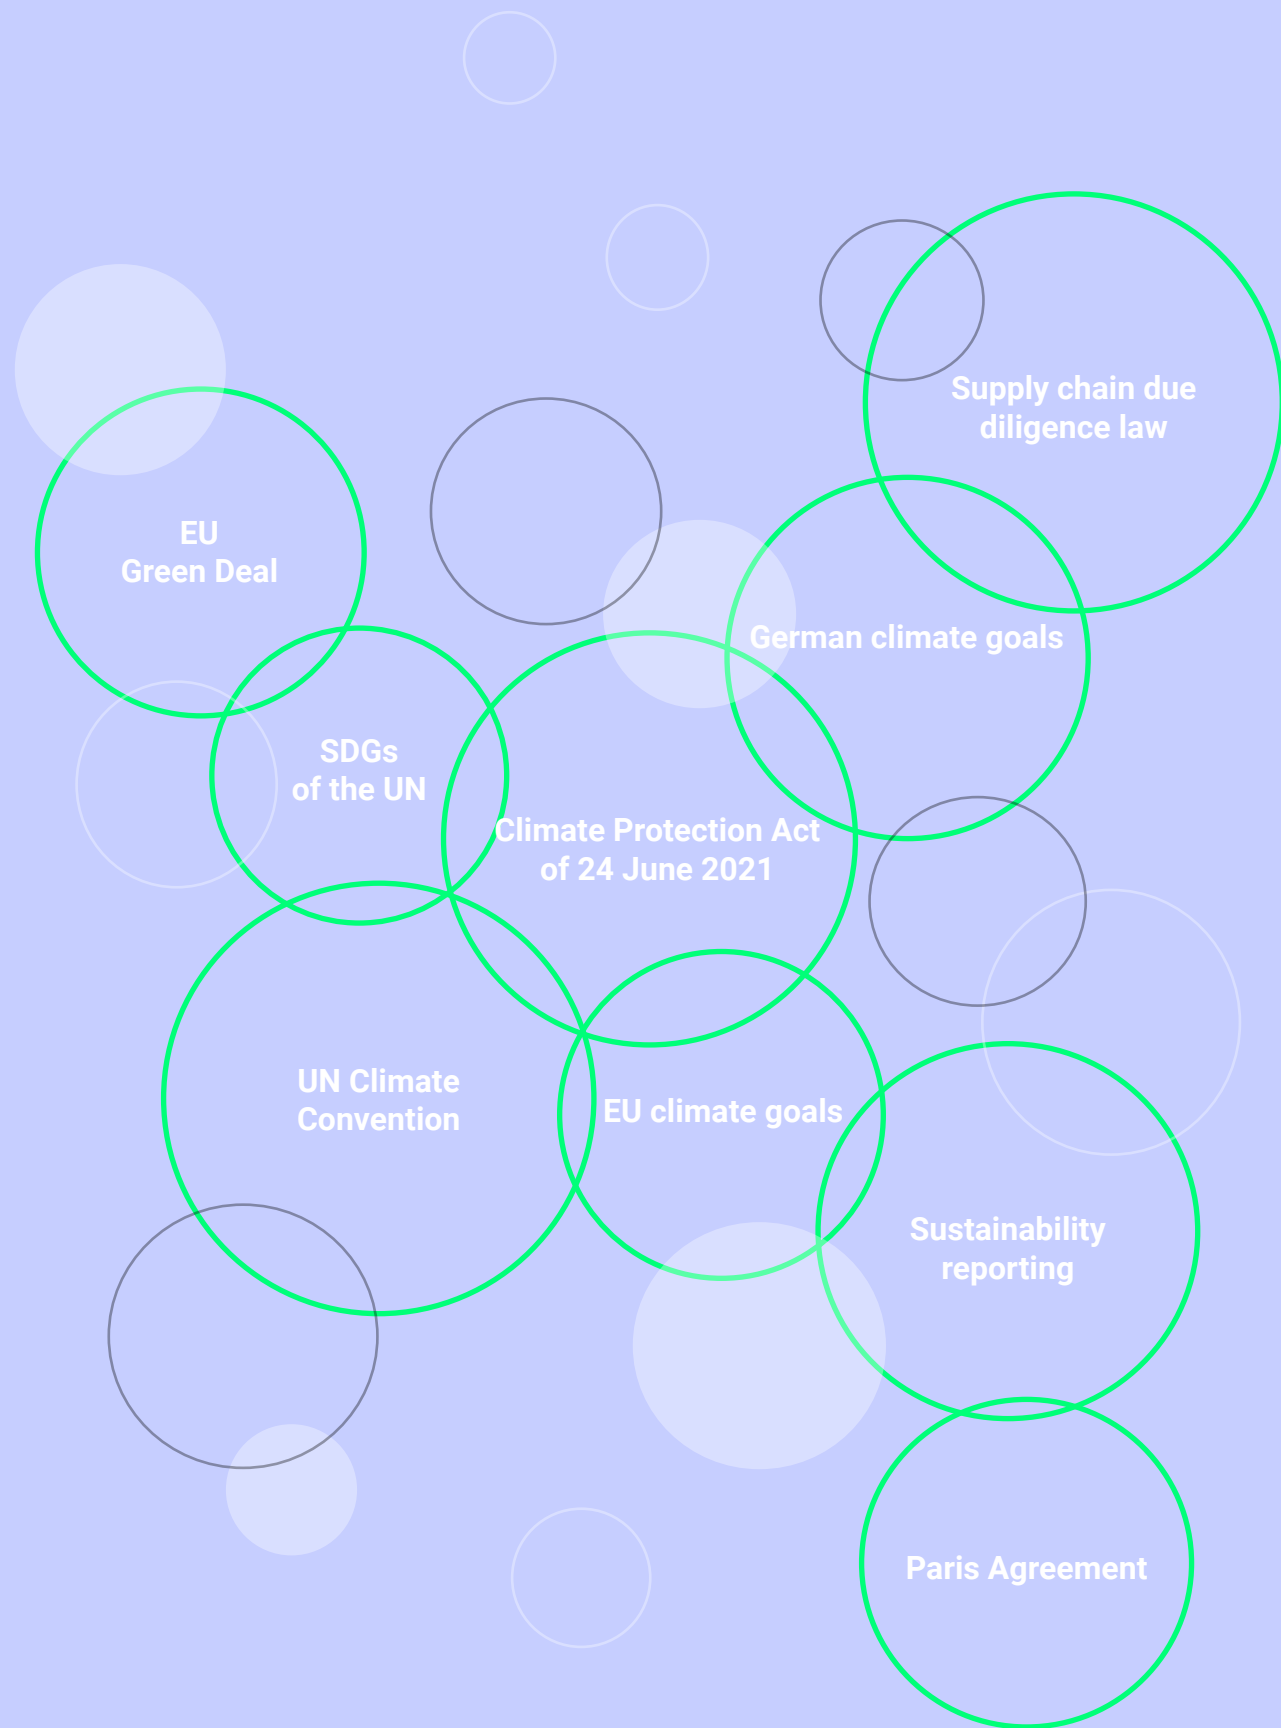 Supply chain due
diligence law
EU
Green Deal
German climate goals
SDGs
of the UN
Climate Protection Act
of 24 June 2021
UN Climate
Convention
EU climate goals
Sustainability
reporting
Paris Agreement